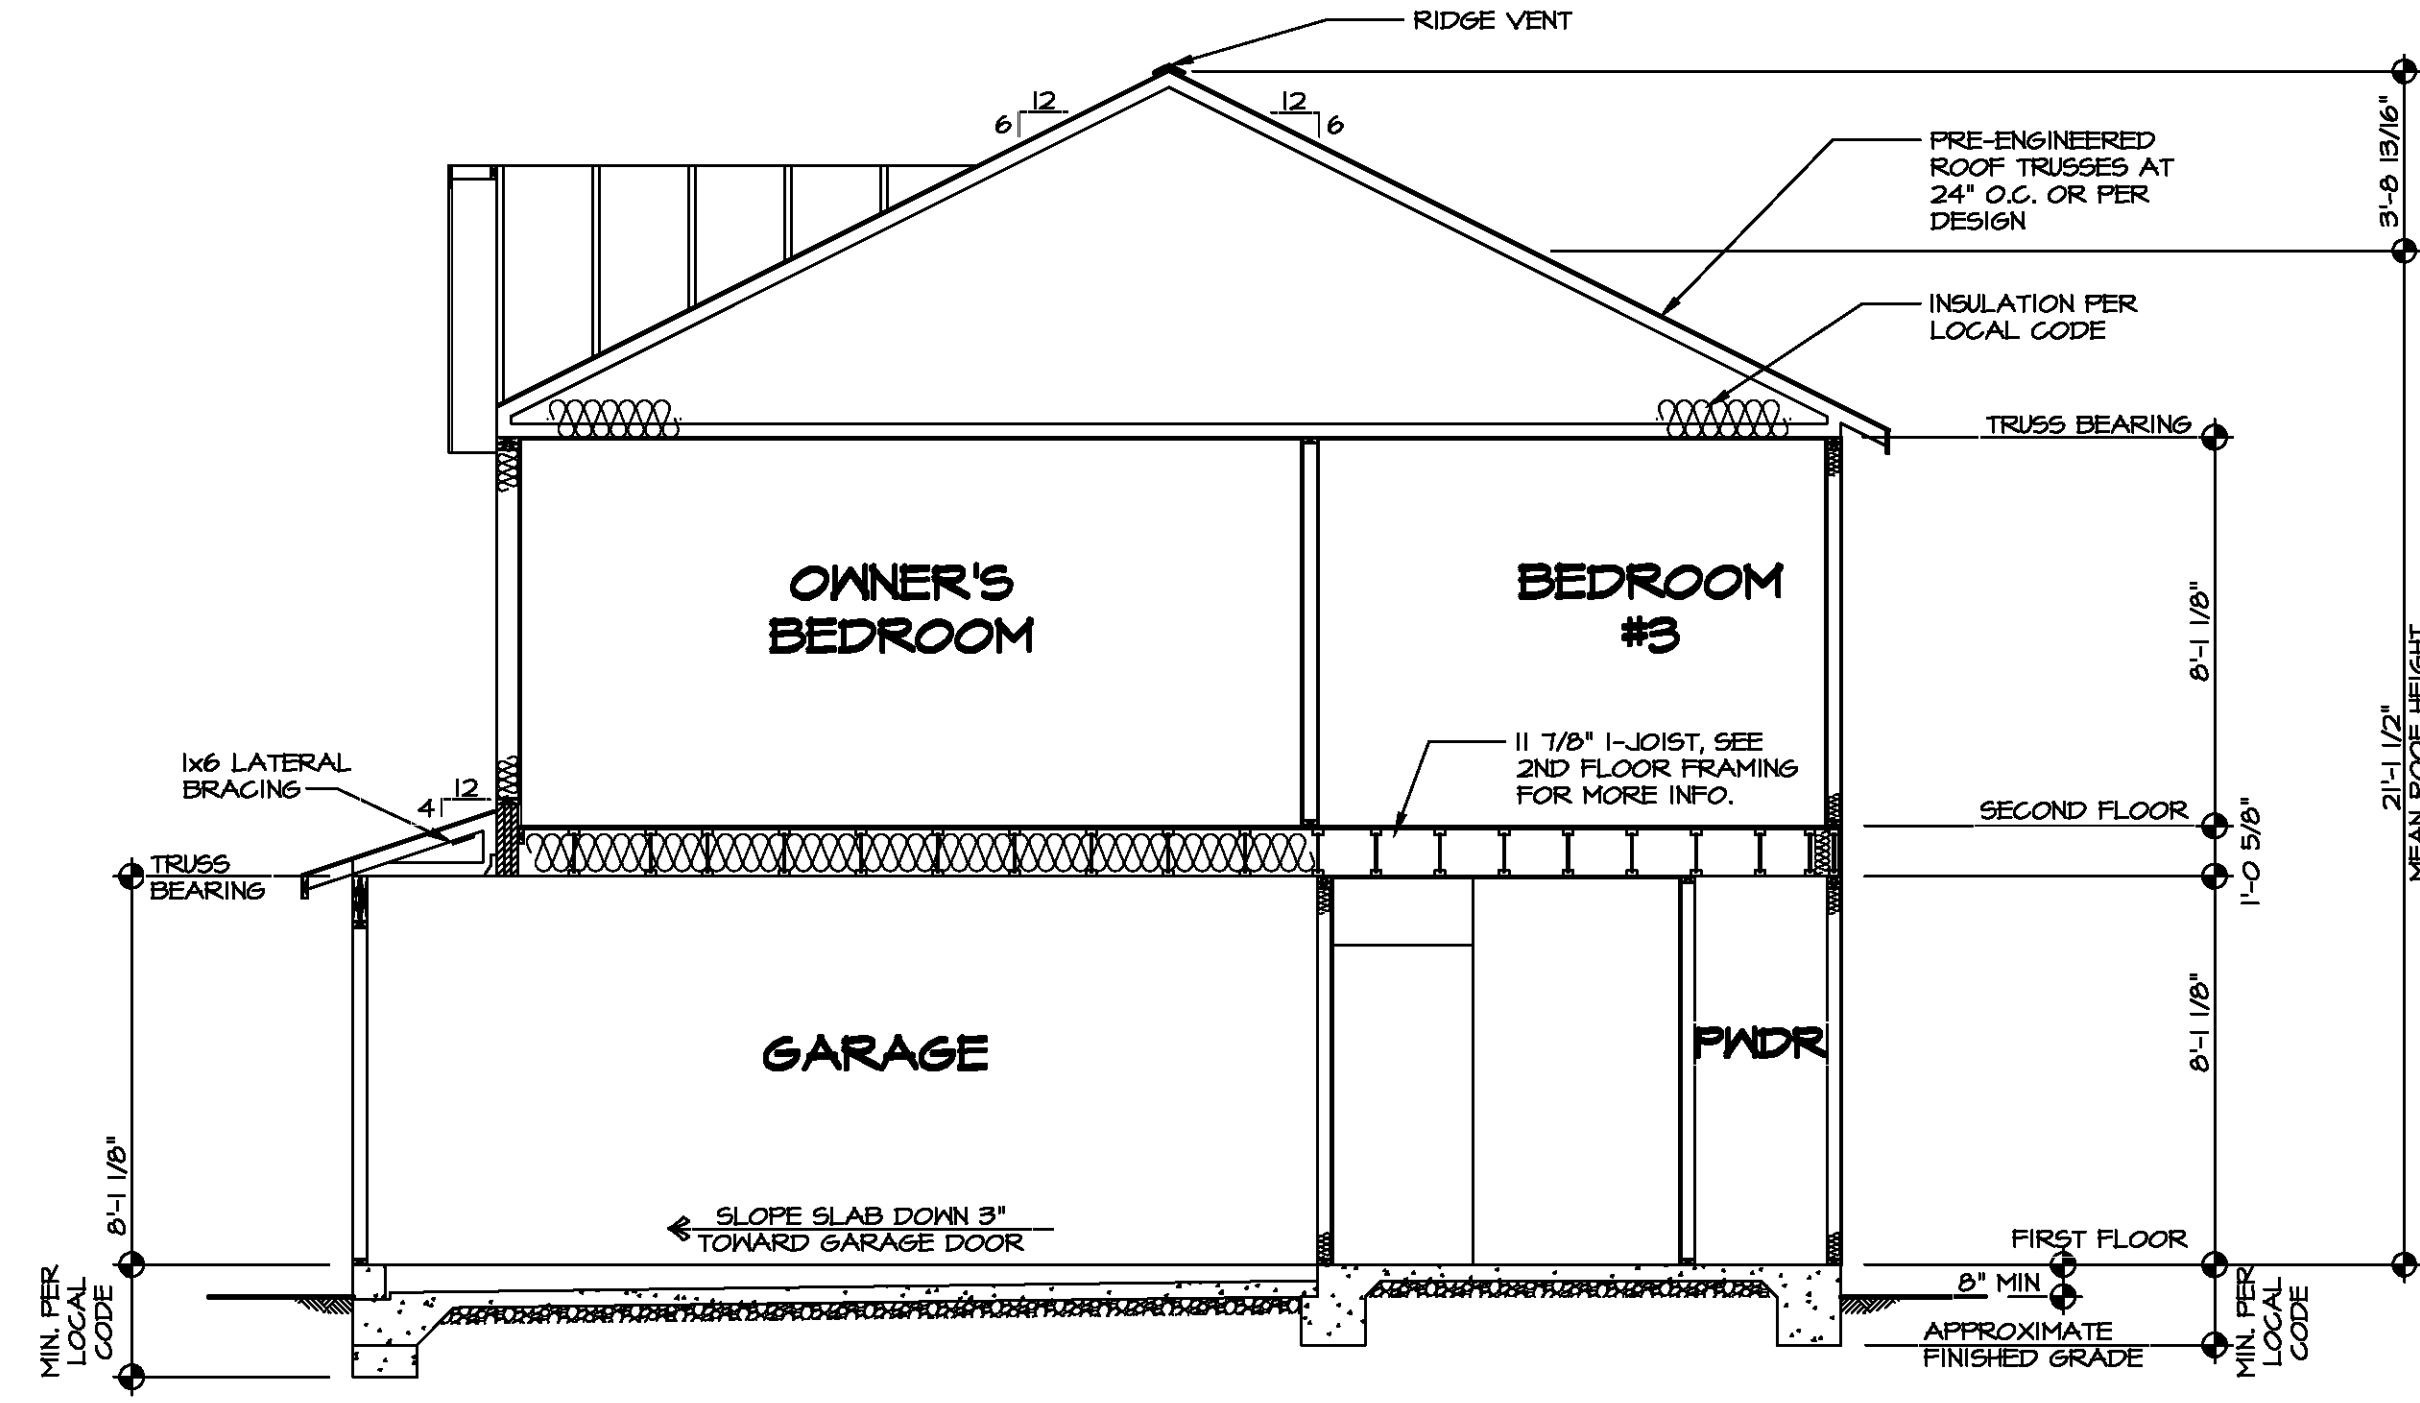 RIDGE VENT
12
6
12
6
3'-8 13/16"
PRE-ENGINEERED
ROOF TRUSSES AT
24" O.C. OR PER
DESIGN
INSULATION PER
LOCAL CODE
TRUSS BEARING
OWNER'S
BEDROOM
BEDROOM
#3
8'-1 1/8"
21'-1 1/2"
MEAN ROOF HEIGHT
11 7/8" I-JOIST, SEE
2ND FLOOR FRAMING
FOR MORE INFO.
1x6 LATERAL
BRACING
12
4
SECOND FLOOR
1'-0 5/8"
TRUSS
BEARING
GARAGE
PWDR
8'-1 1/8"
8'-1 1/8"
SLOPE SLAB DOWN 3"
TOWARD GARAGE DOOR
FIRST FLOOR
8" MIN
MIN. PER
LOCAL
CODE
APPROXIMATE
FINISHED GRADE
MIN. PER
LOCAL
CODE